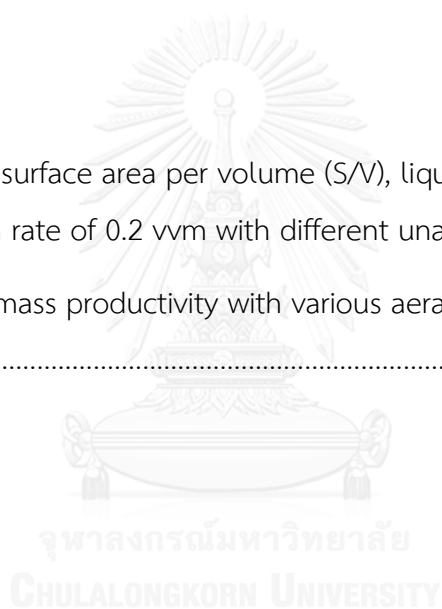 surface area per volume (S/V), liqu
rate of 0.2 vvm with different una
mass productivity with various aera
....................................................................................
จุฬาลงกรณ์มหาวิทยาลัย
CHULALONGKORN UNIVERSITY